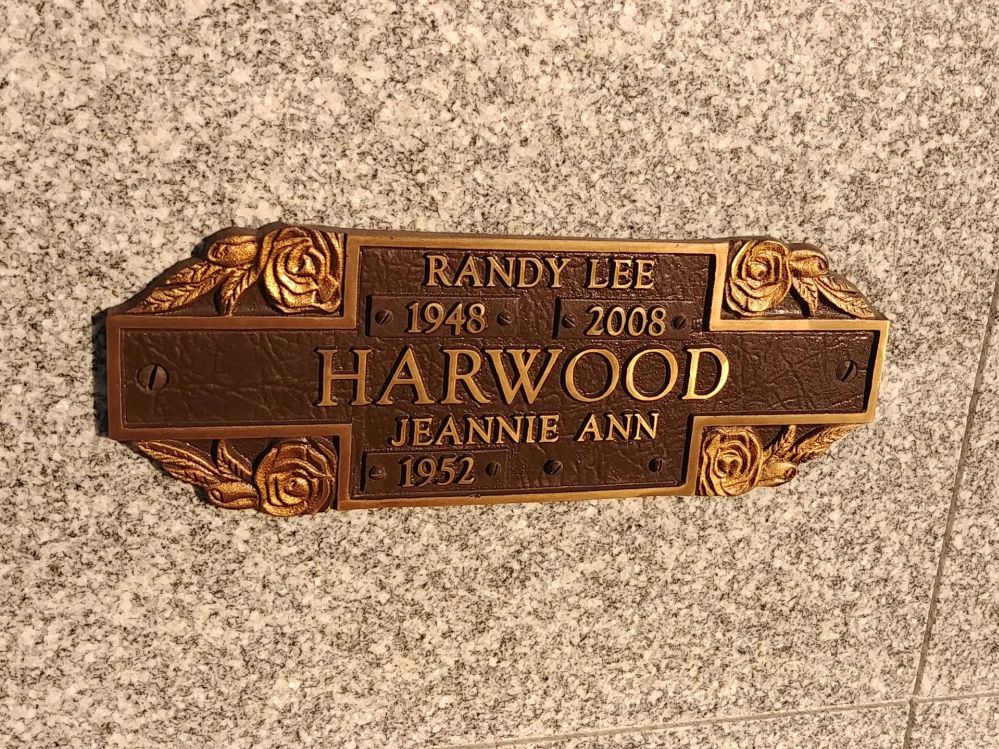 RANDY LEE
1948 2008
HARWOOD
JEANNIE ANN
1952